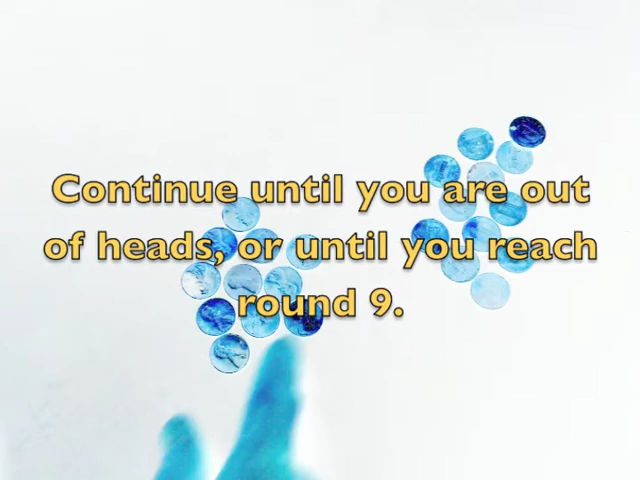 Continue until you are out
of heads, or until you reach
round 9.